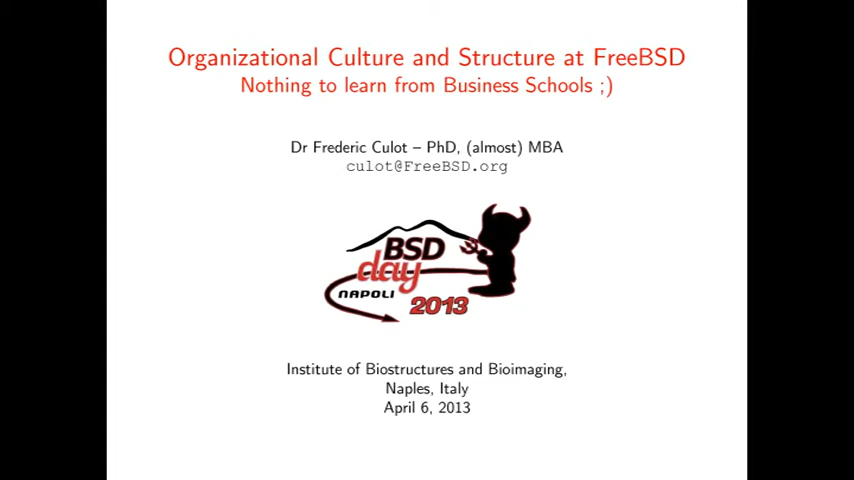 Organizational Culture and Structure at FreeBSD
Nothing to learn from Business Schools ;)
Dr Frederic Culot – PhD, (almost) MBA
culot@FreeBSD.org
BSD
day
NAPOLI
2013
Institute of Biostructures and Bioimaging,
Naples, Italy
April 6, 2013